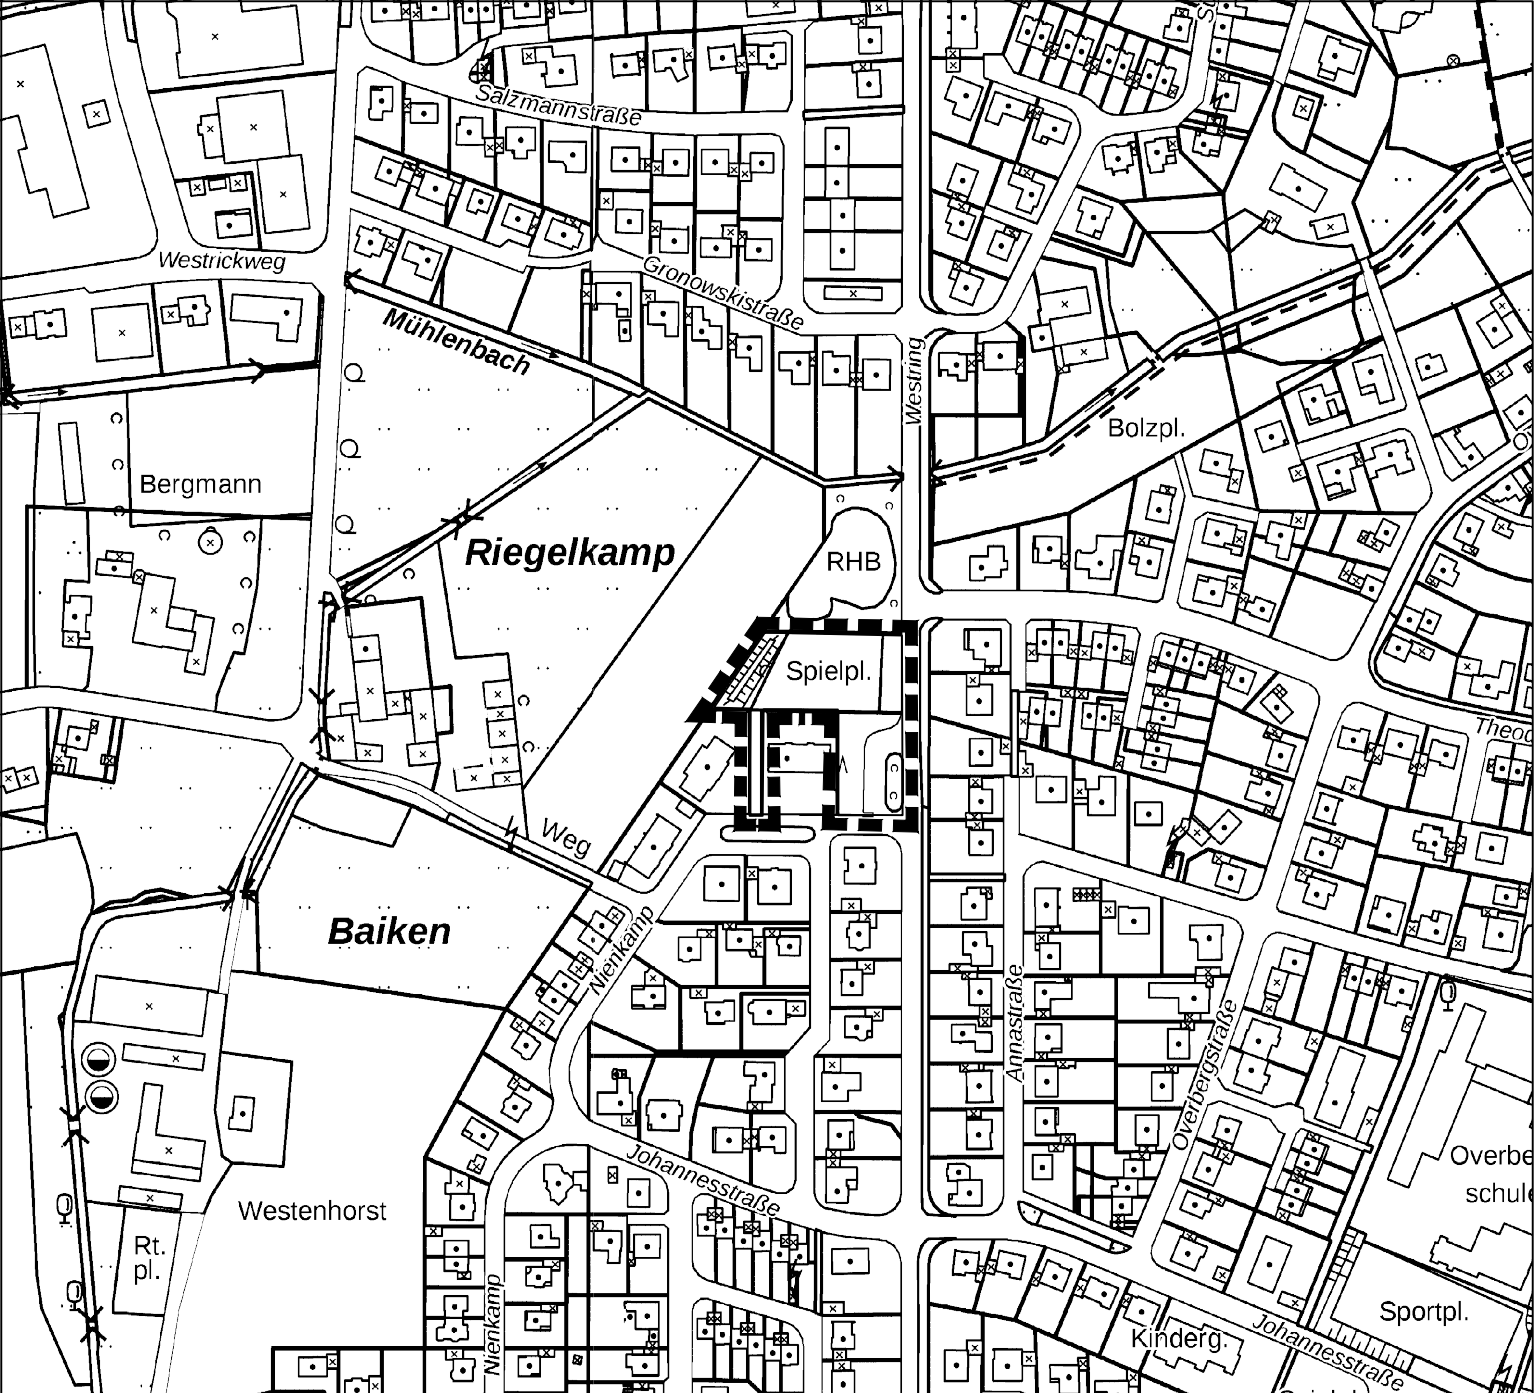 Salzmannstraße
Westrickweg
Gronowskistraße
Mühlenbach
Westring
Bolzpl.
Bergmann
Riegelkamp
RHB
Spielpl.
Theod
Weg
Baiken
Nienkamp
Annastraße
Overbergstraße
Johannesstraße
Overbe
schule
Westenhorst
Rt.
pl.
Nienkamp
Sportpl.
Kinderg.
Johannesstraße